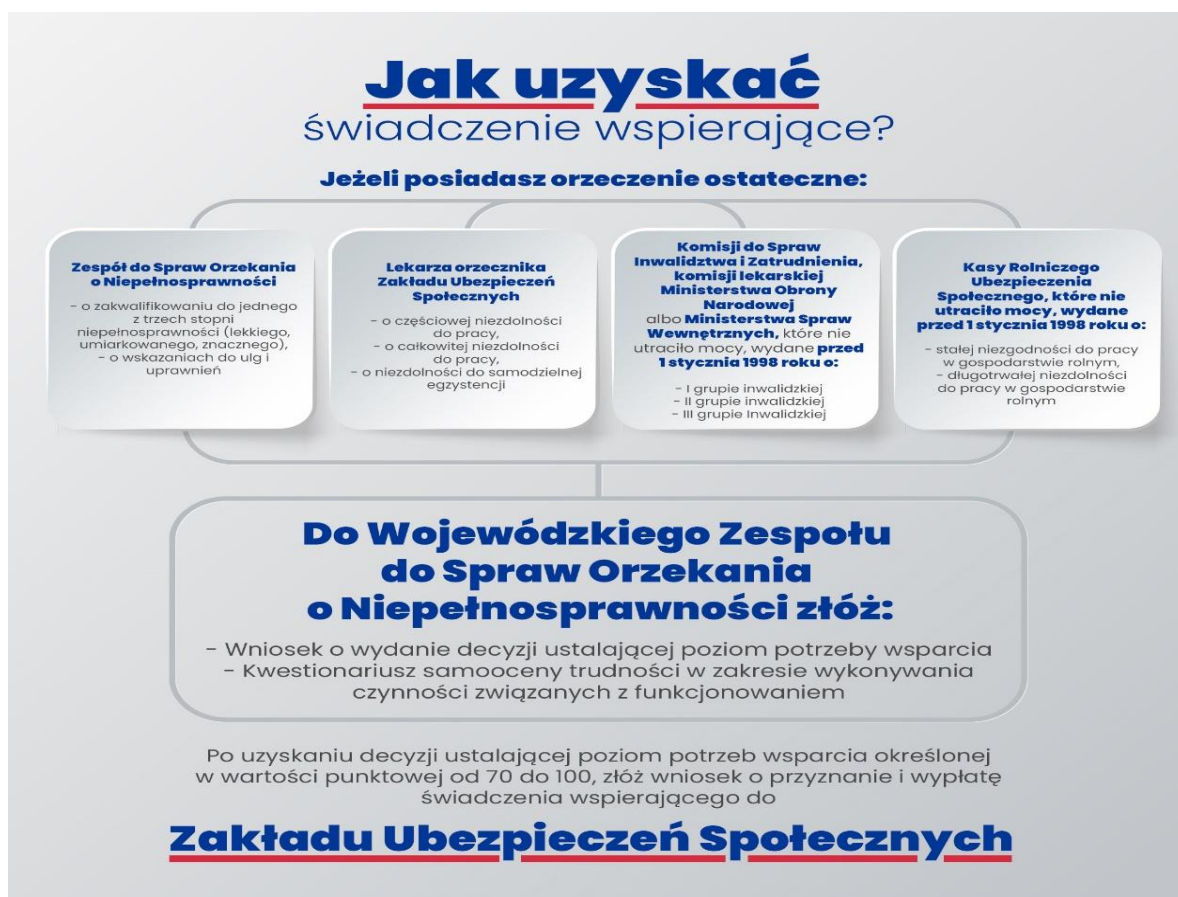 Jak uzyskać
świadczenie wspierające?
Jeżeli posiadasz orzeczenie ostateczne:
Zespół do Spraw Orzekania
o Niepełnosprawności
- o zakwalifikowaniu do jednego
z trzech stopni
niepełnosprawności (lekkiego,
umiarkowanego, znacznego),
- o wskazaniach do ulg i
uprawnień
Lekarza orzecznika
Zakładu Ubezpieczeń
Społecznych
- o częściowej niezdolności
do pracy,
- o całkowitej niezdolności
do pracy,
- o niezdolności do samodzielnej
egzystencji
Komisji do Spraw
Inwalidztwa i Zatrudnienia,
komisji lekarskiej
Ministerstwa Obrony
Narodowej
albo Ministerstwa Spraw
Wewnętrznych, które nie
utraciło mocy, wydane przed
1 stycznia 1998 roku o:
- I grupie inwalidzkiej
- II grupie inwalidzkiej
- III grupie Inwalidzkiej
Kasy Rolniczego
Ubezpieczenia
Społecznego, które nie
utraciło mocy, wydane
przed 1 stycznia 1998 roku o:
- stałej niezgodności do pracy
w gospodarstwie rolnym,
- długotrwałej niezdolności
do pracy w gospodarstwie
rolnym
Do Wojewódzkiego Zespołu
do Spraw Orzekania
o Niepełnosprawności złóż:
- Wniosek o wydanie decyzji ustalającej poziom potrzeby wsparcia
- Kwestionariusz samooceny trudności w zakresie wykonywania
czynności związanych z funkcjonowaniem
Po uzyskaniu decyzji ustalającej poziom potrzeb wsparcia określonej
w wartości punktowej od 70 do 100, złóż wniosek o przyznanie i wypłatę
świadczenia wspierającego do
Zakładu Ubezpieczeń Społecznych